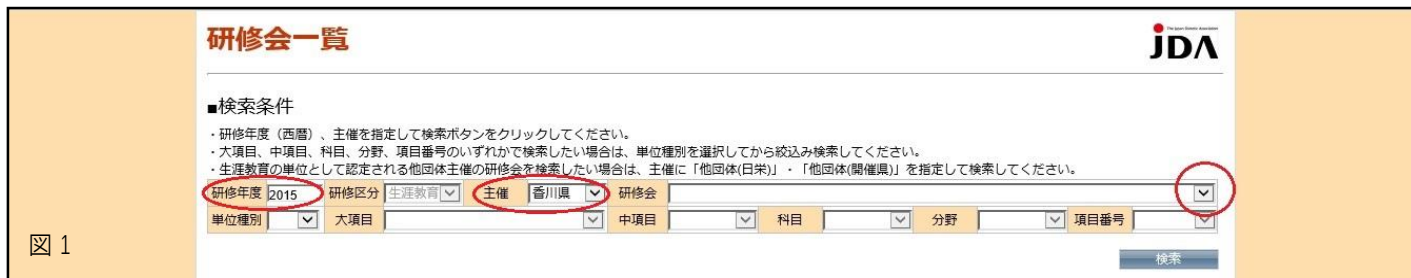 研修会一覧
The Japan Dietetic Association
JDA
■検索条件
・研修年度（西暦）、主催を指定して検索ボタンをクリックしてください。
・大項目、中項目、科目、分野、項目番号のいずれかで検索したい場合は、単位種別を選択してから絞込み検索してください。
・生涯教育の単位として認定される他団体主催の研修会を検索したい場合は、主催に「他団体(日栄)」・「他団体(開催県)」を指定して検索してください。
研修年度 2015 研修区分 生涯教育 主催 香川県 研修会
単位種別 大項目 中項目 科目 分野 項目番号
検索
図1